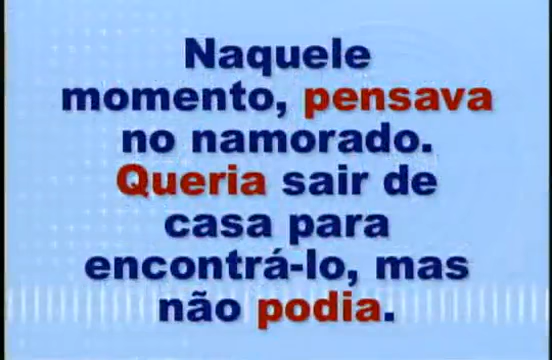 Naquele
momento, pensava
no namorado.
Queria sair de
casa para
encontrá-lo, mas
não podia.